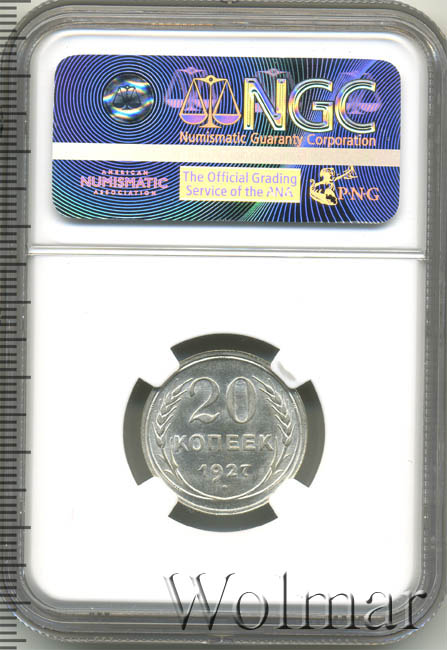 NGC
Numismatic Guaranty Corporation
AMERICAN
NUMISMATIC
ASSOCIATION
The Official Grading
Service of the PNG
PNG
20
КОПЕЕК
1927
Wolmar